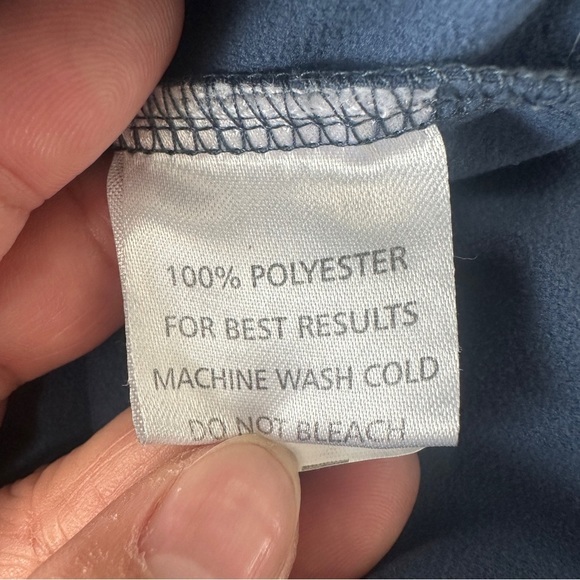 100% POLYESTER
FOR BEST RESULTS
MACHINE WASH COLD
DO NOT BLEACH